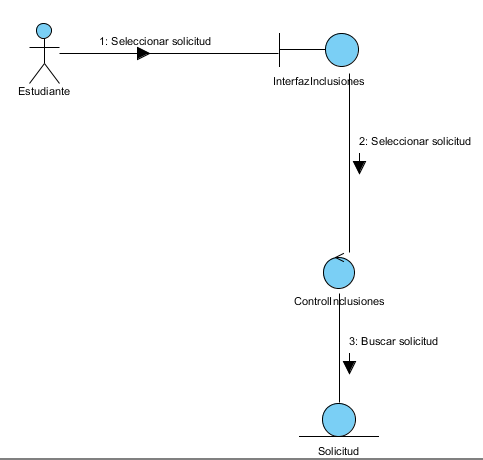 1: Seleccionar solicitud
Estudiante
InterfazInclusiones
2: Seleccionar solicitud
ControlInclusiones
3: Buscar solicitud
Solicitud